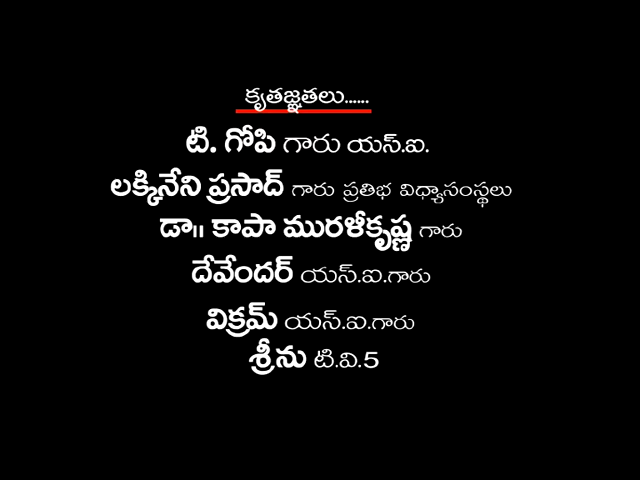 కృతజ్ఞతలు......
టి. గోపి గారు యస్.ఐ.
లక్కినేని ప్రసాద్ గారు ప్రతిభ విధ్యాసంస్థలు
డా॥ కాపా మురళీకృష్ణ గారు
దేవేందర్ యస్.ఐ.గారు
విక్రమ్ యస్.ఐ.గారు
శ్రీను టి.వి.5